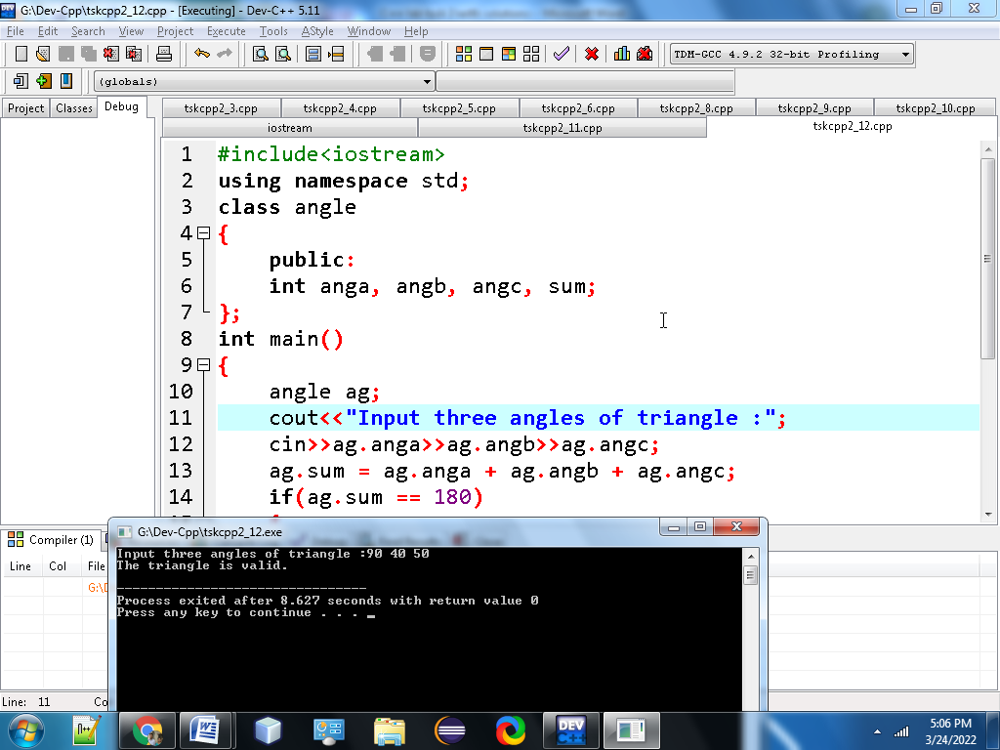 G:\Dev-Cpp\tskcpp2_12.cpp - [Executing] - Dev-C++ 5.11
File Edit Search View Project Execute Tools AStyle Window Help
TDM-GCC 4.9.2 32-bit Profiling
(globals)
Project Classes Debug
tskcpp2_3.cpp tskcpp2_4.cpp tskcpp2_5.cpp tskcpp2_6.cpp tskcpp2_8.cpp tskcpp2_9.cpp tskcpp2_10.cpp
iostream tskcpp2_11.cpp tskcpp2_12.cpp
1 #include<iostream>
2 using namespace std;
3 class angle
4 {
5 public:
6 int anga, angb, angc, sum;
7 };
8 int main()
9 {
10 angle ag;
11 cout<<"Input three angles of triangle :";
12 cin>>ag.anga>>ag.angb>>ag.angc;
13 ag.sum = ag.anga + ag.angb + ag.angc;
14 if(ag.sum == 180)
Compiler (1)
Line Col File
G:\D
G:\Dev-Cpp\tskcpp2_12.exe
Input three angles of triangle :90 40 50
The triangle is valid.
--------------------------------
Process exited after 8.627 seconds with return value 0
Press any key to continue . . . _
Line: 11 Co
DEV
5:06 PM
3/24/2022